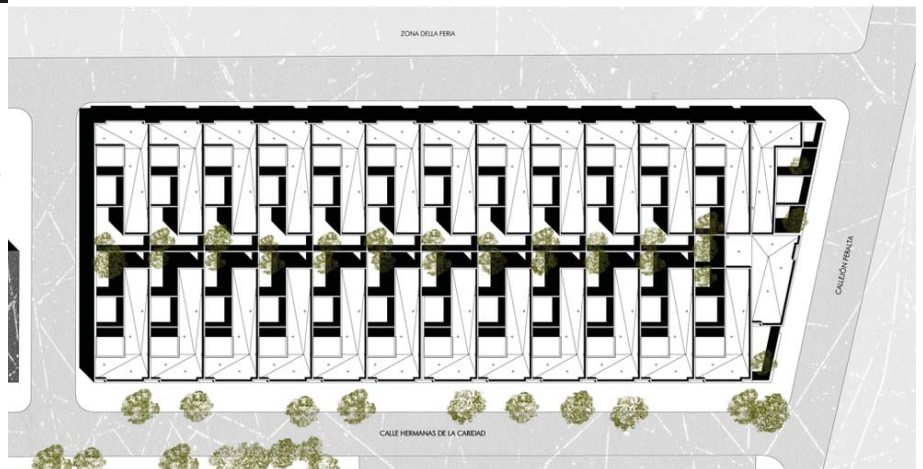 ZONA DELLA FERIA
CALLEJÓN PERALTA
CALLE HERMANAS DE LA CARIDAD